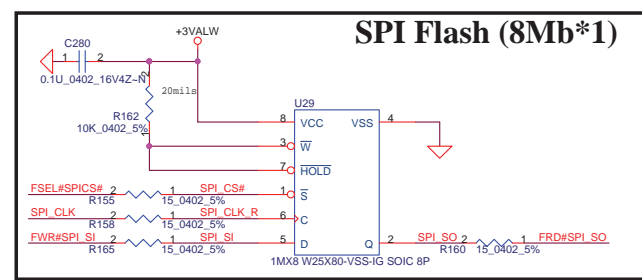 SPI Flash (8Mb*1)
+3VALW
C280
1 2
0.1U_0402_16V4Z~N
2
20mils
R162
10K_0402_5%
1
U29
8 VCC VSS 4
3 W
7 HOLD
FSEL#SPICS# 2 1 SPI_CS# 1 S
R155 15_0402_5%
SPI_CLK 2 1 SPI_CLK_R 6 C
R158 15_0402_5%
FWR#SPI_SI 2 1 SPI_SI 5 D Q 2 SPI_SO 2 1 FRD#SPI_SO
R165 15_0402_5% R160 15_0402_5%
1MX8 W25X80-VSS-IG SOIC 8P